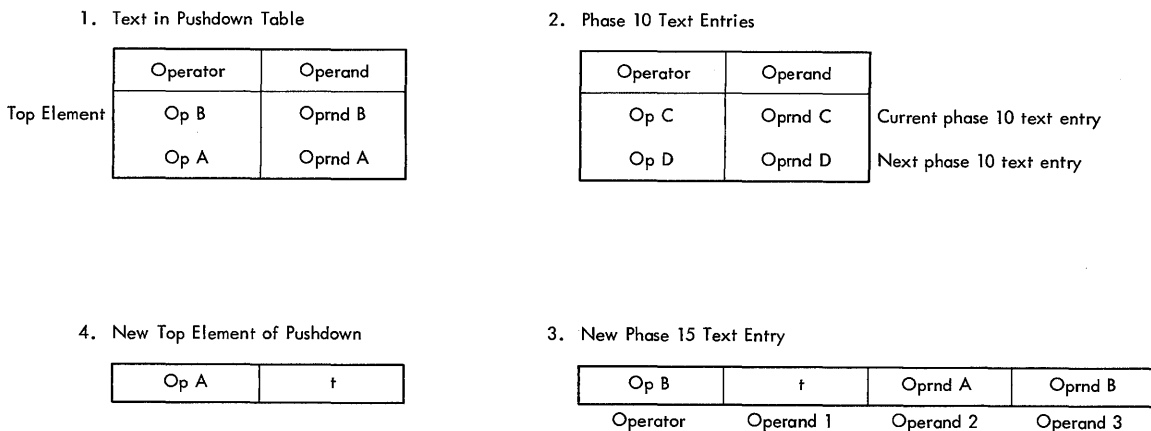 1. Text in Pushdown Table
Operator Operand
Top Element Op B Oprnd B
Op A Oprnd A
2. Phase 10 Text Entries
Operator Operand
Op C Oprnd C Current phase 10 text entry
Op D Oprnd D Next phase 10 text entry
4. New Top Element of Pushdown
Op A t
3. New Phase 15 Text Entry
Op B t Oprnd A Oprnd B
Operator Operand 1 Operand 2 Operand 3